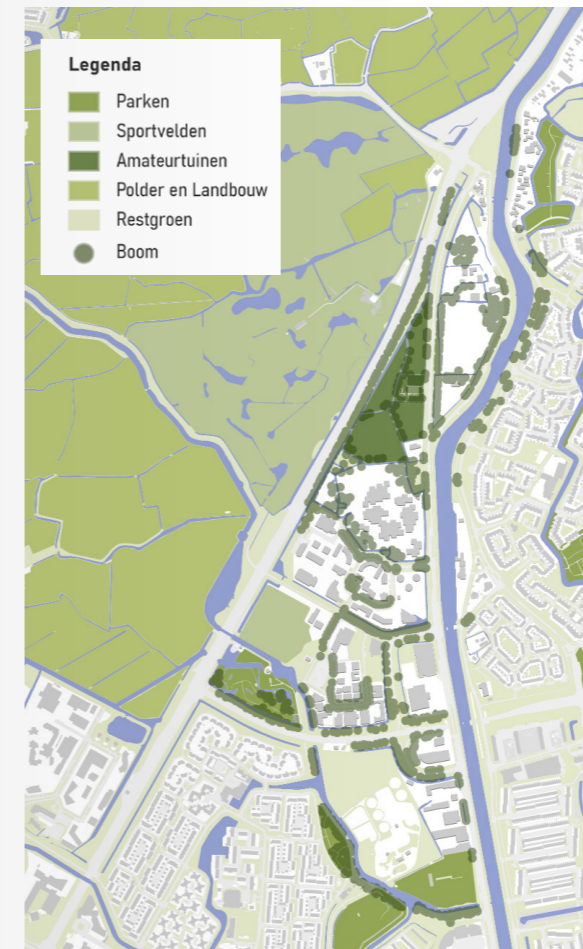 Legenda
Parken
Sportvelden
Amateurtuinen
Polder en Landbouw
Restgroen
Boom